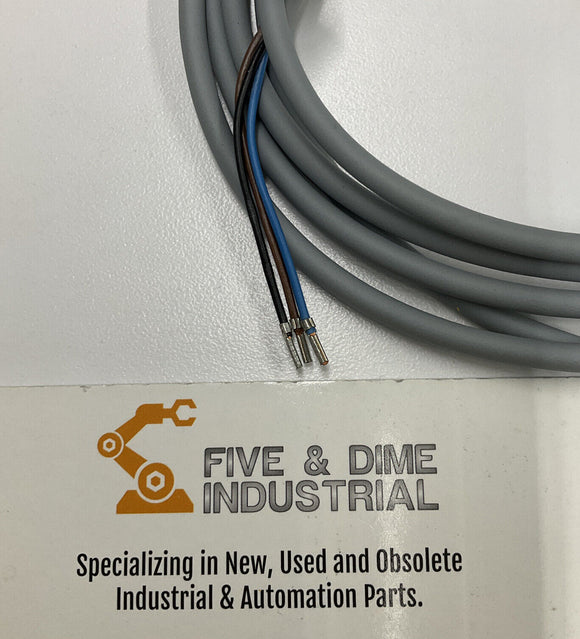 FIVE & DIME
INDUSTRIAL
Specializing in New, Used and Obsolete
Industrial & Automation Parts.